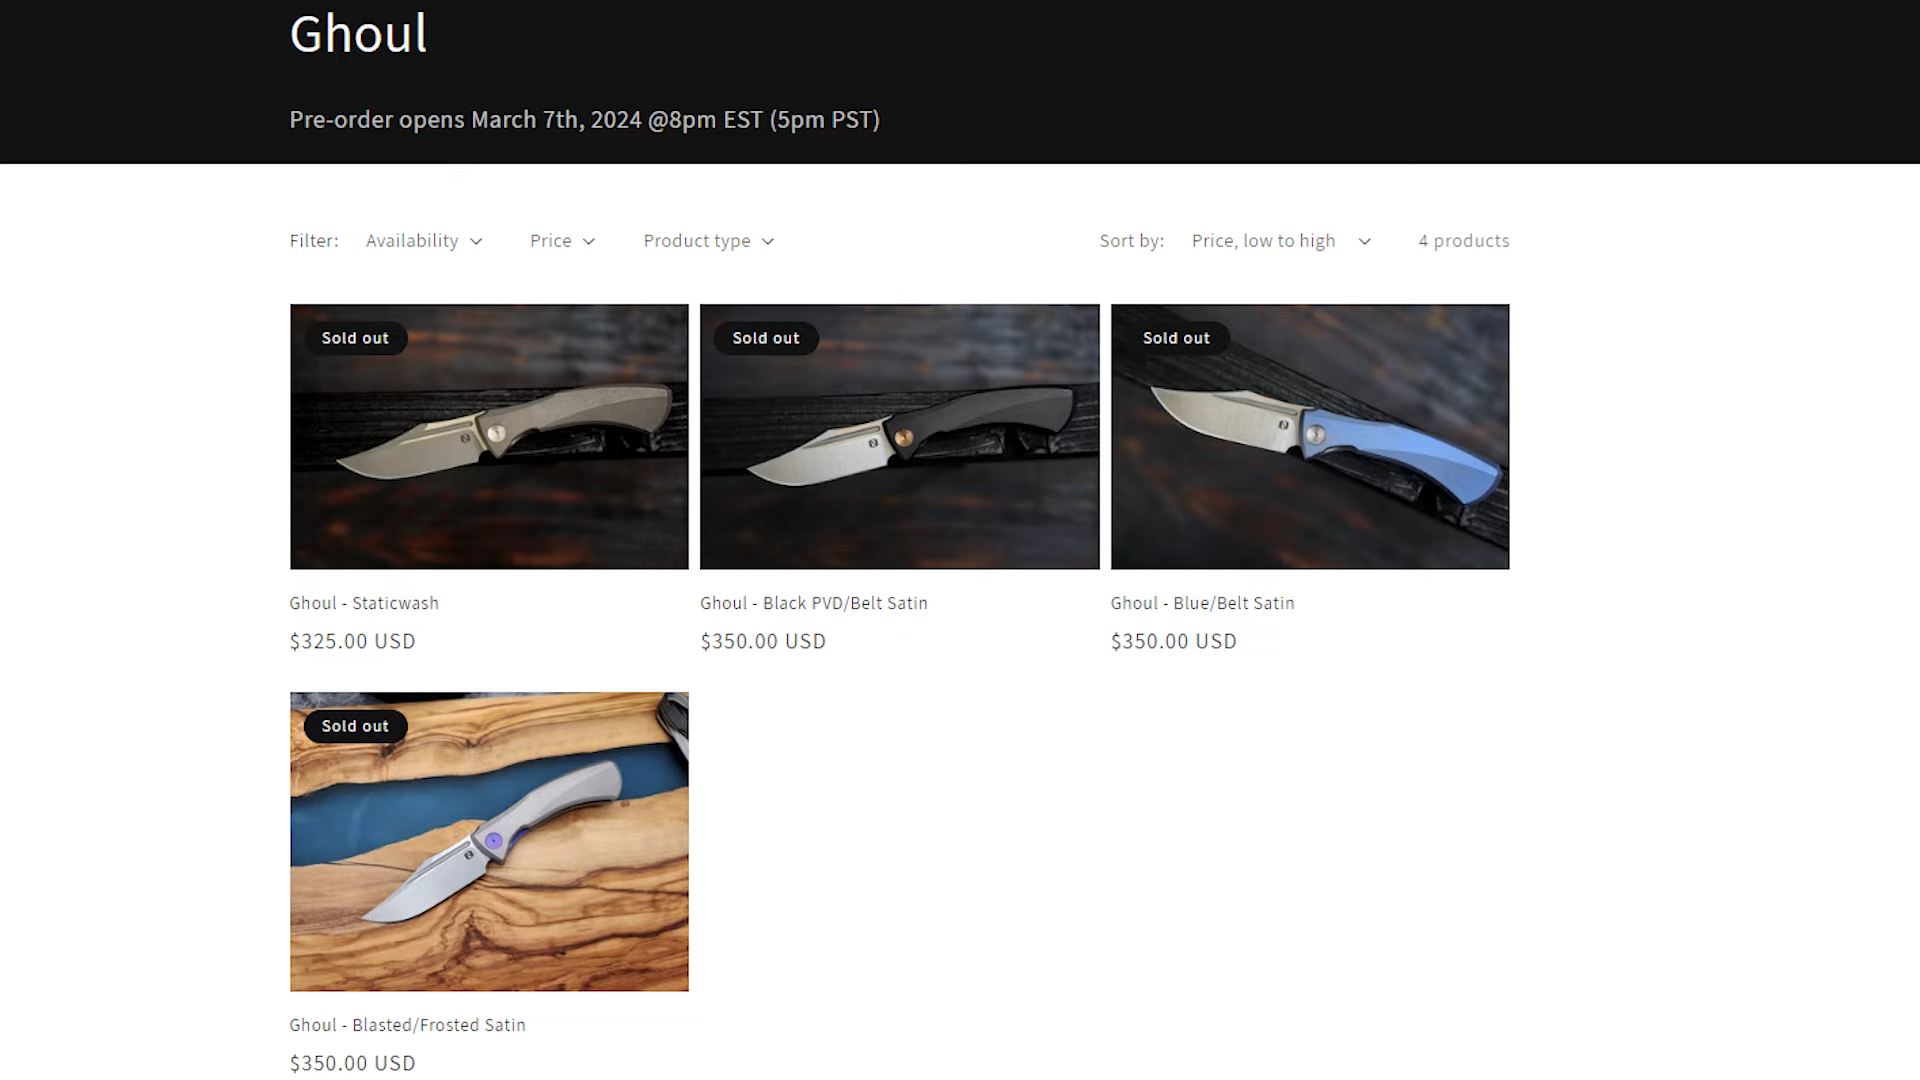 Ghoul
Pre-order opens March 7th, 2024 @8pm EST (5pm PST)
Filter: Availability Price Product type Sort by: Price, low to high 4 products
Sold out Sold out Sold out
Ghoul - Staticwash Ghoul - Black PVD/Belt Satin Ghoul - Blue/Belt Satin
$325.00 USD $350.00 USD $350.00 USD
Sold out
Ghoul - Blasted/Frosted Satin
$350.00 USD